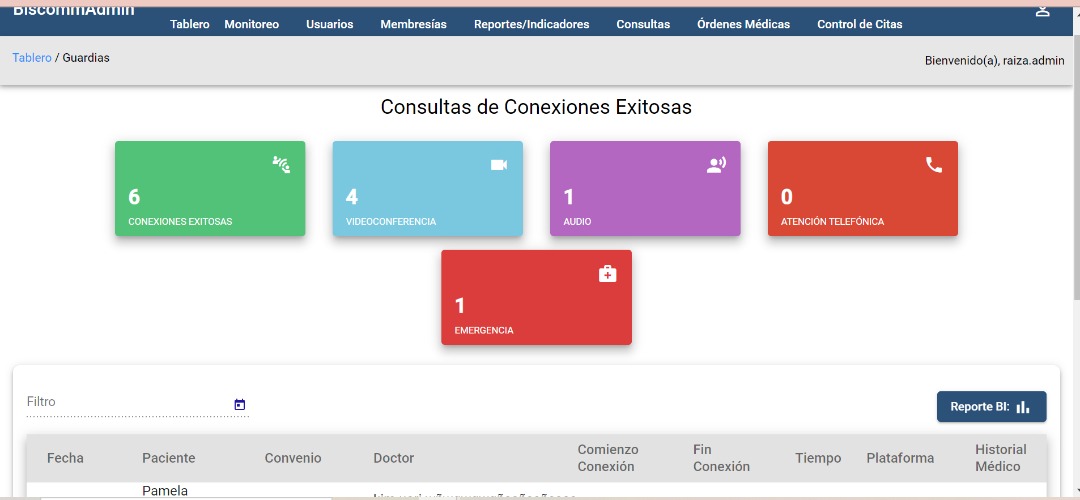 BiscommAdmin
Tablero Monitoreo Usuarios Membresías Reportes/Indicadores Consultas Órdenes Médicas Control de Citas
Tablero / Guardias
Bienvenido(a), raiza.admin
Consultas de Conexiones Exitosas
6
CONEXIONES EXITOSAS
4
VIDEOCONFERENCIA
1
AUDIO
0
ATENCIÓN TELEFÓNICA
1
EMERGENCIA
Filtro
Reporte BI:
Fecha Paciente Convenio Doctor Comienzo Conexión Fin Conexión Tiempo Plataforma Historial Médico
Pamela